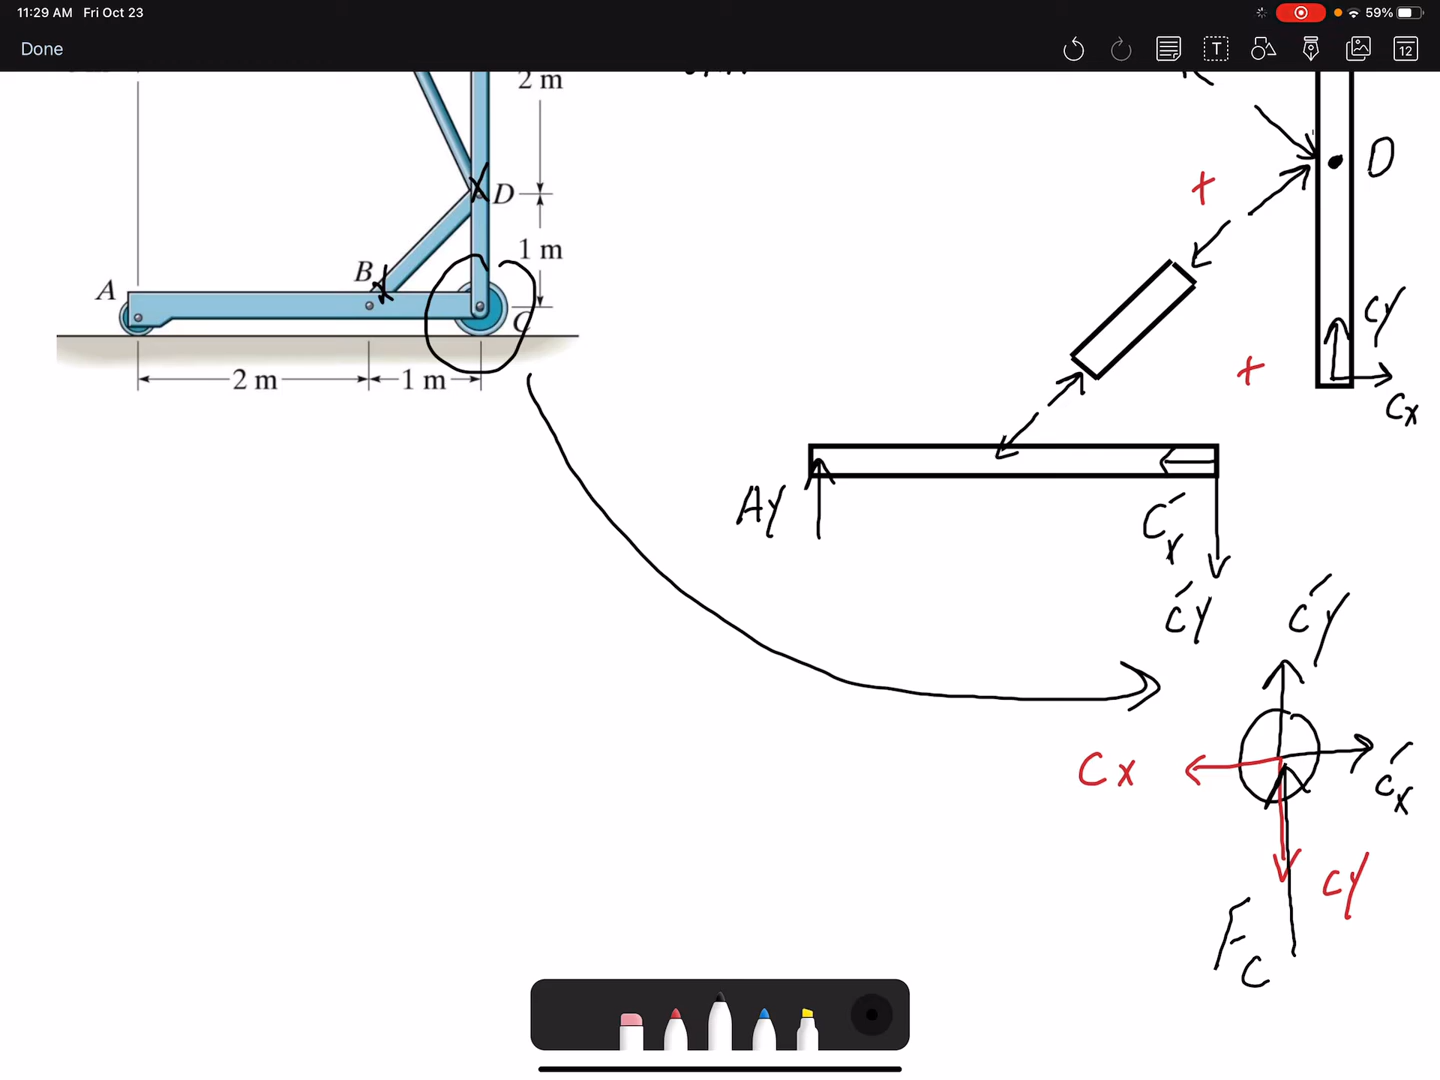 11:29 AM Fri Oct 23
59%
Done
T
12
2 m
D
1 m
B
A
C
2 m
1 m
+
D
+
Cy
Cx
Ay
C'x
C'y
C'y
Cx
C'x
Cy
Fc